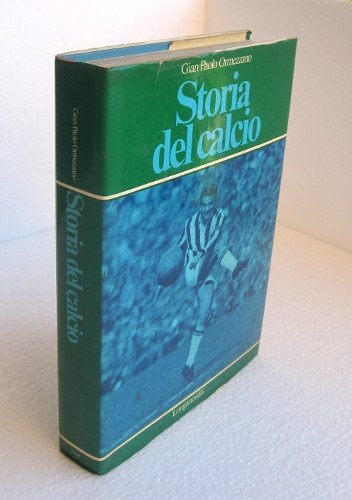 Gian Paolo Ormezzano
Storia
del calcio
Longanesi & C.
Gian Paolo Ormezzano
Storia del calcio